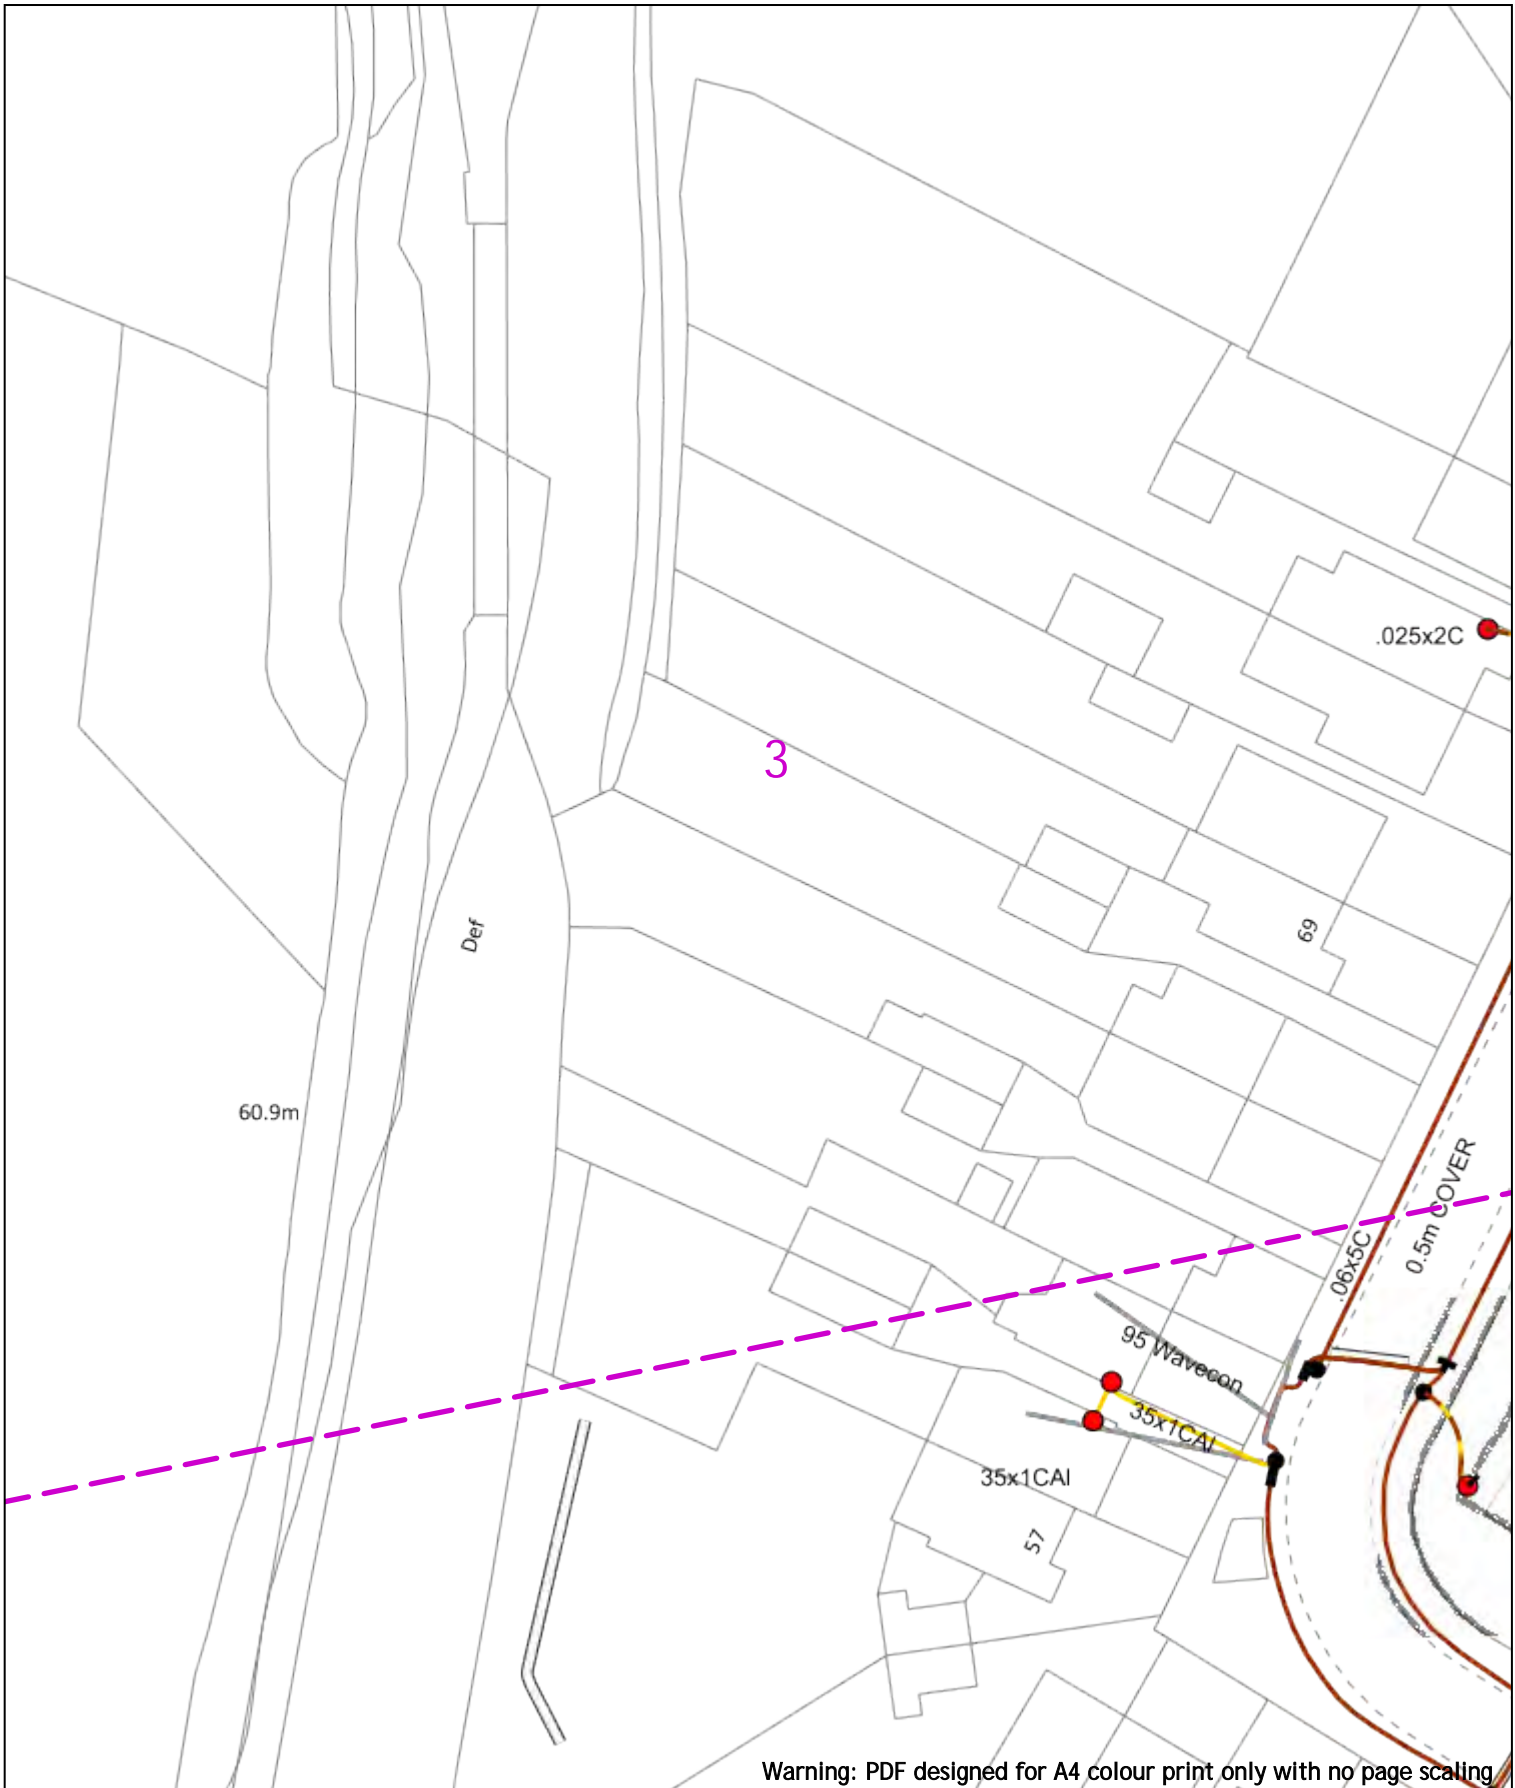 .025x2C
3
69
Def
60.9m
0.5m COVER
.06x5C
95 Wavecon
35x1CAl
35x1CAl
57
Warning: PDF designed for A4 colour print only with no page scaling